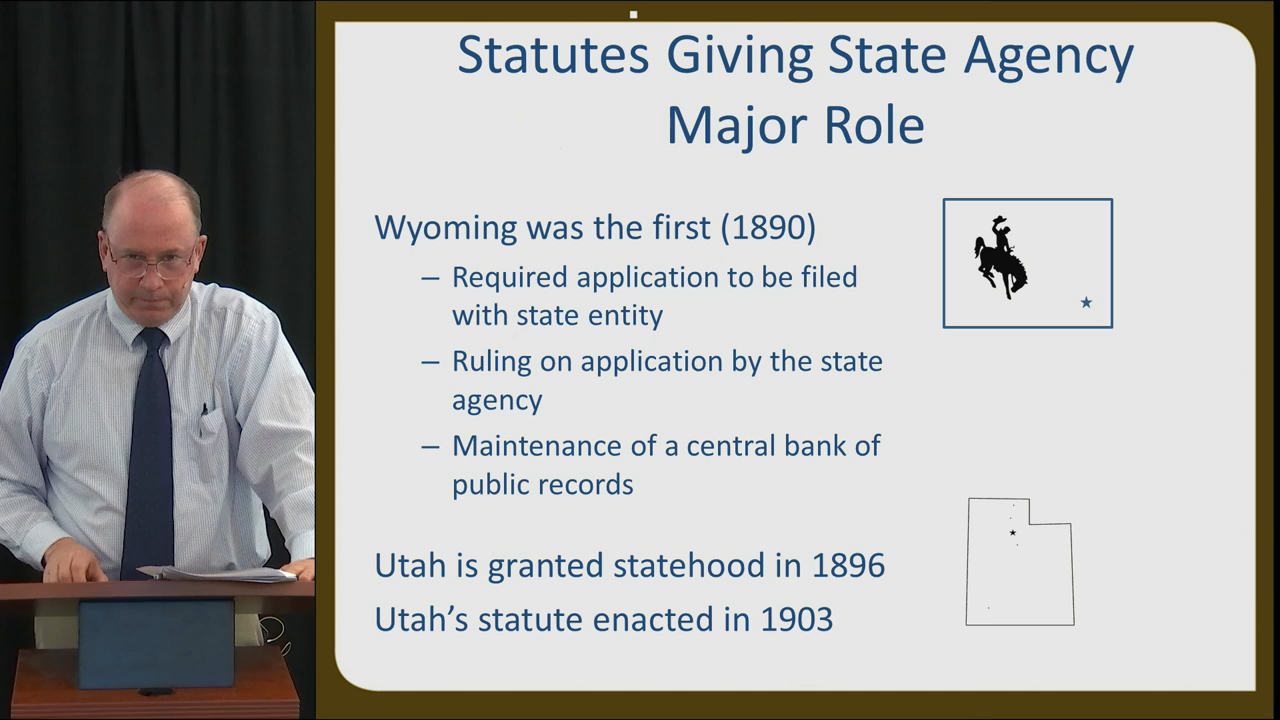 Statutes Giving State Agency
Major Role
Wyoming was the first (1890)
– Required application to be filed
with state entity
– Ruling on application by the state
agency
– Maintenance of a central bank of
public records
Utah is granted statehood in 1896
Utah’s statute enacted in 1903